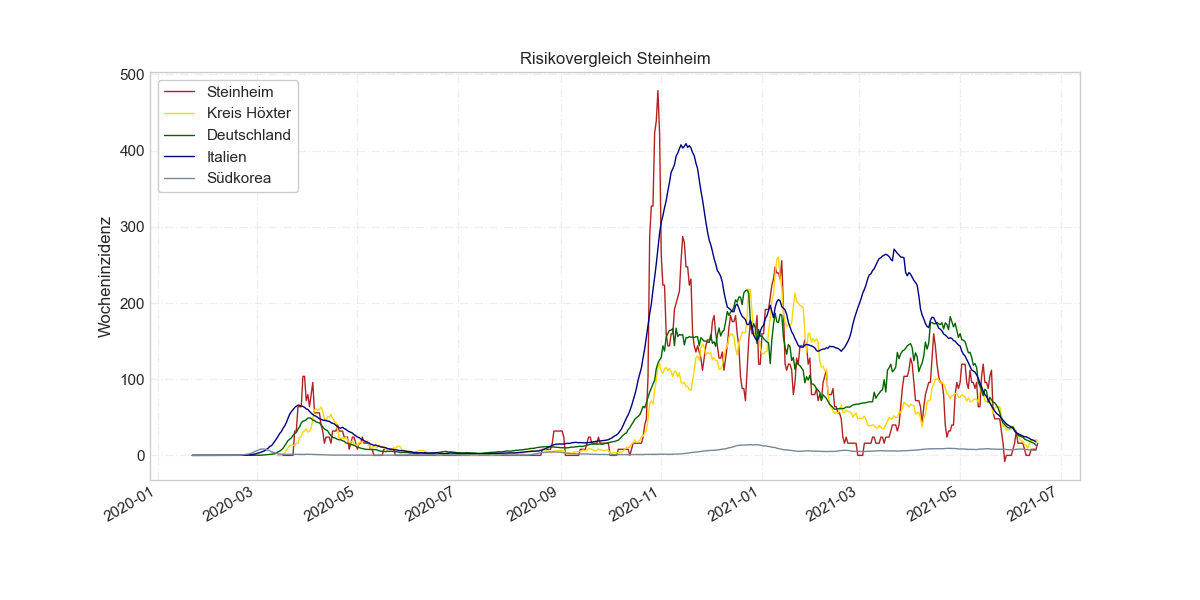 Risikovergleich Steinheim
Wocheninzidenz
500
400
300
200
100
0
Steinheim
Kreis Höxter
Deutschland
Italien
Südkorea
2020-01
2020-03
2020-05
2020-07
2020-09
2020-11
2021-01
2021-03
2021-05
2021-07